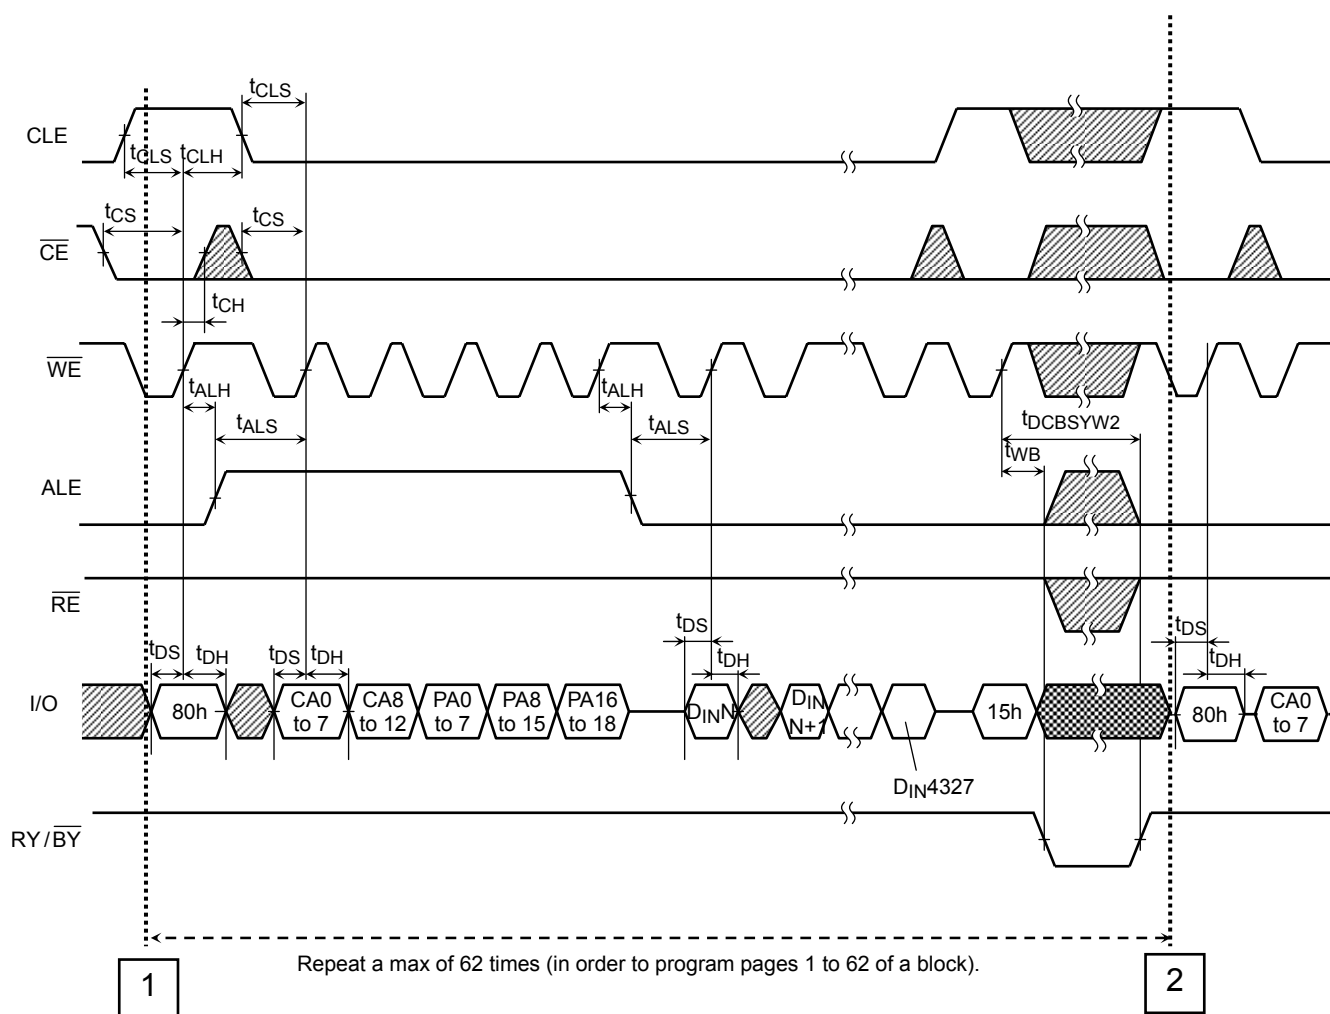 tCLS
CLE
tCLS tCLH
tCS tCS
CE
tCH
WE
tALH tALH
tDCBSYW2
tALS tALS
tWB
ALE
RE
tDS tDS
tDS tDH tDS tDH tDH tDH
I/O
80h
CA0 to 7
CA8 to 12
PA0 to 7
PA8 to 15
PA16 to 18
DINN
DIN N+1
15h
80h
CA0 to 7
DIN4327
RY/BY
Repeat a max of 62 times (in order to program pages 1 to 62 of a block).
1
2